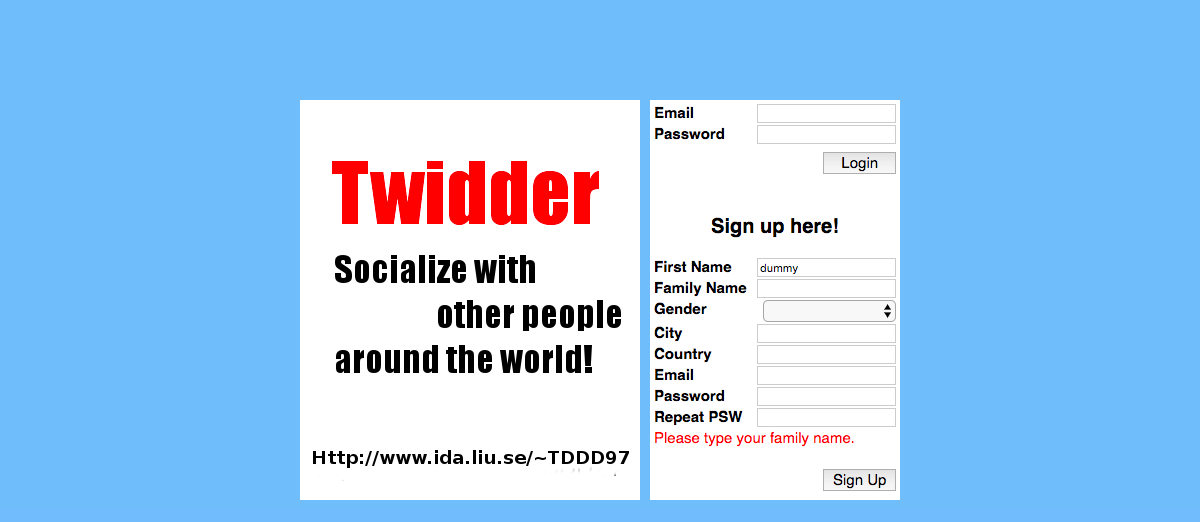 Twidder
Socialize with
other people
around the world!
Http://www.ida.liu.se/~TDDD97
Email
Password
Login
Sign up here!
First Name dummy
Family Name
Gender
City
Country
Email
Password
Repeat PSW
Please type your family name.
Sign Up